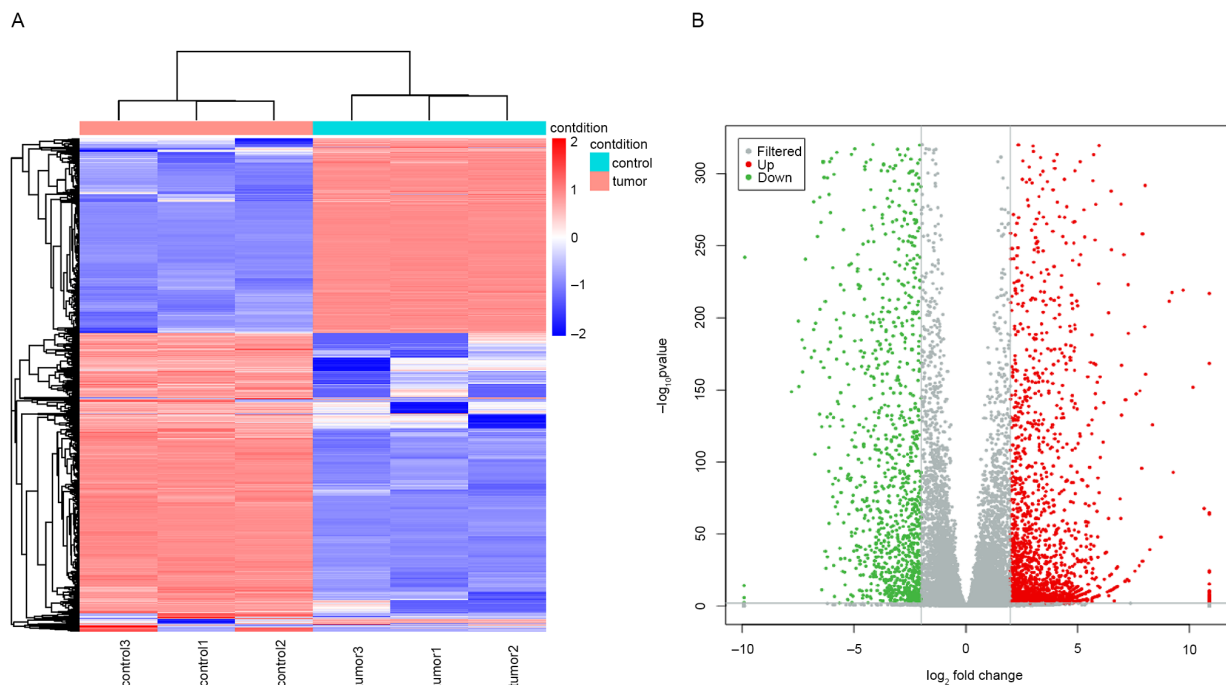 A
contdition
2
1
0
−1
−2
contdition
control
tumor
control3
control1
control2
tumor3
tumor1
tumor2
B
Filtered
Up
Down
300
250
200
150
100
50
0
−log10pvalue
−10
−5
0
5
10
log2 fold change